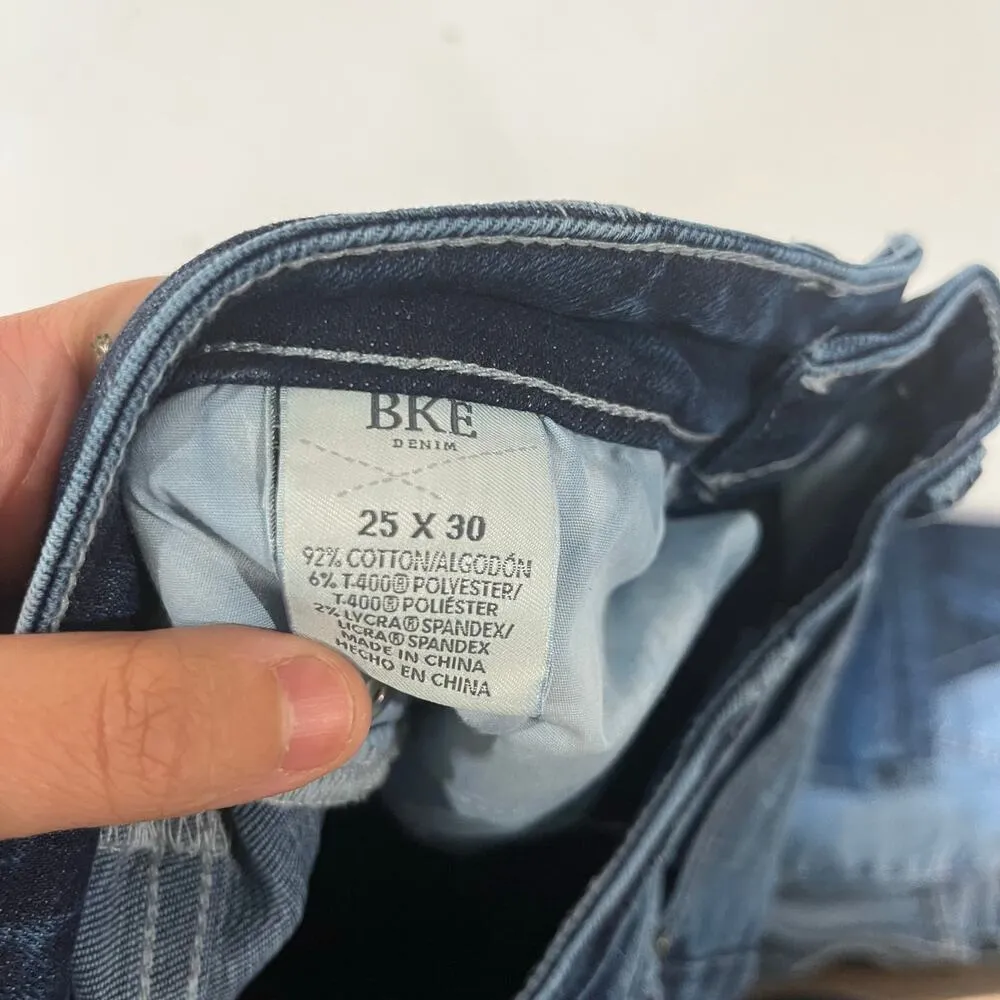 BKE
DENIM
25 X 30
92% COTTON/ALGODÓN
6% T-400® POLYESTER/
T-400® POLIÉSTER
2% LYCRA® SPANDEX/
LICRA® SPANDEX
MADE IN CHINA
HECHO EN CHINA